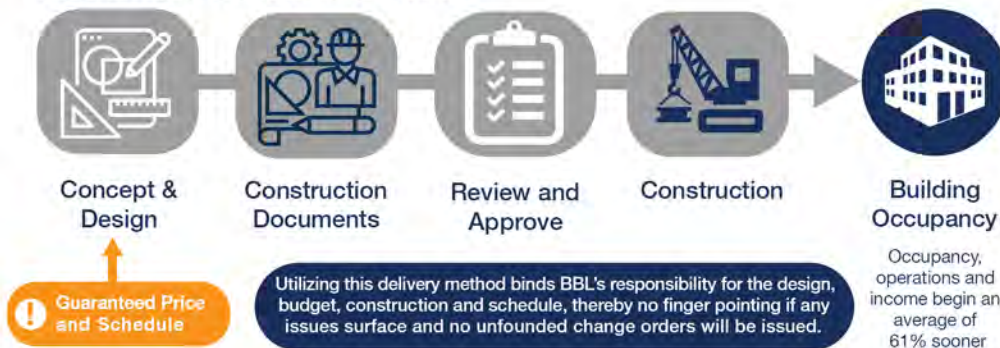 Concept &
Design
Construction
Documents
Review and
Approve
Construction
Building
Occupancy
Occupancy,
operations and
income begin an
average of
61% sooner
! Guaranteed Price
and Schedule
Utilizing this delivery method binds BBL's responsibility for the design,
budget, construction and schedule, thereby no finger pointing if any
issues surface and no unfounded change orders will be issued.